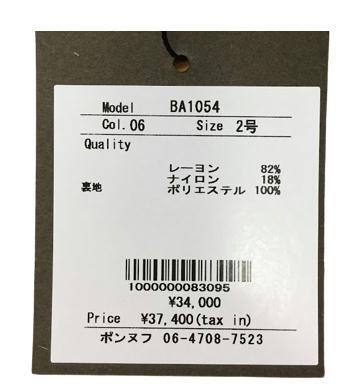 Model BA1054
Col.06 Size 2号
Quality
レーヨン 82%
ナイロン 18%
裏地 ポリエステル 100%
1000000083095
¥34,000
Price ¥37,400(tax in)
ボンヌフ 06-4708-7523